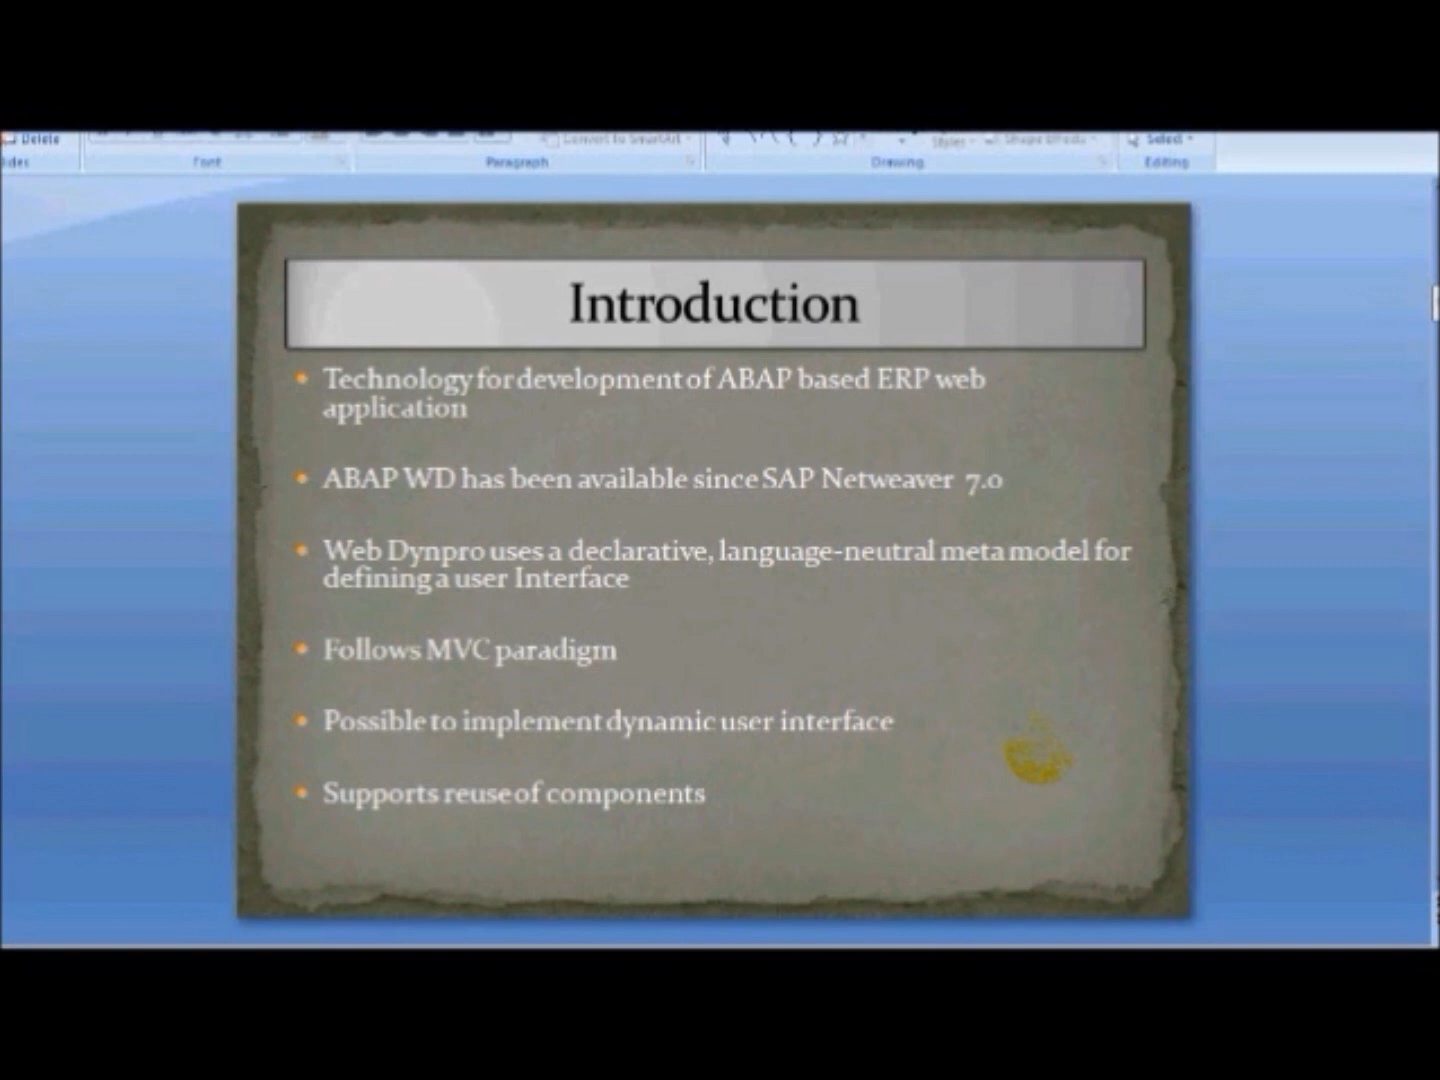 Delete
Convert to SmartArt
Shape Effects
Select
Font
Paragraph
Drawing
Editing
Introduction
Technology for development of ABAP based ERP web
application
ABAP WD has been available since SAP Netweaver 7.0
Web Dynpro uses a declarative, language-neutral meta model for
defining a user Interface
Follows MVC paradigm
Possible to implement dynamic user interface
Supports reuse of components